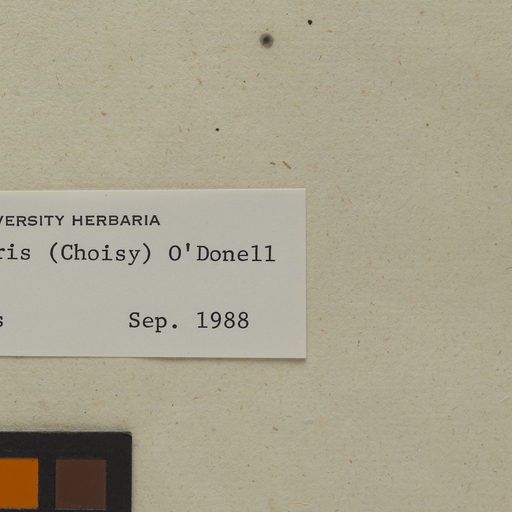 VERSITY HERBARIA
ris (Choisy) O'Donell
s Sep. 1988